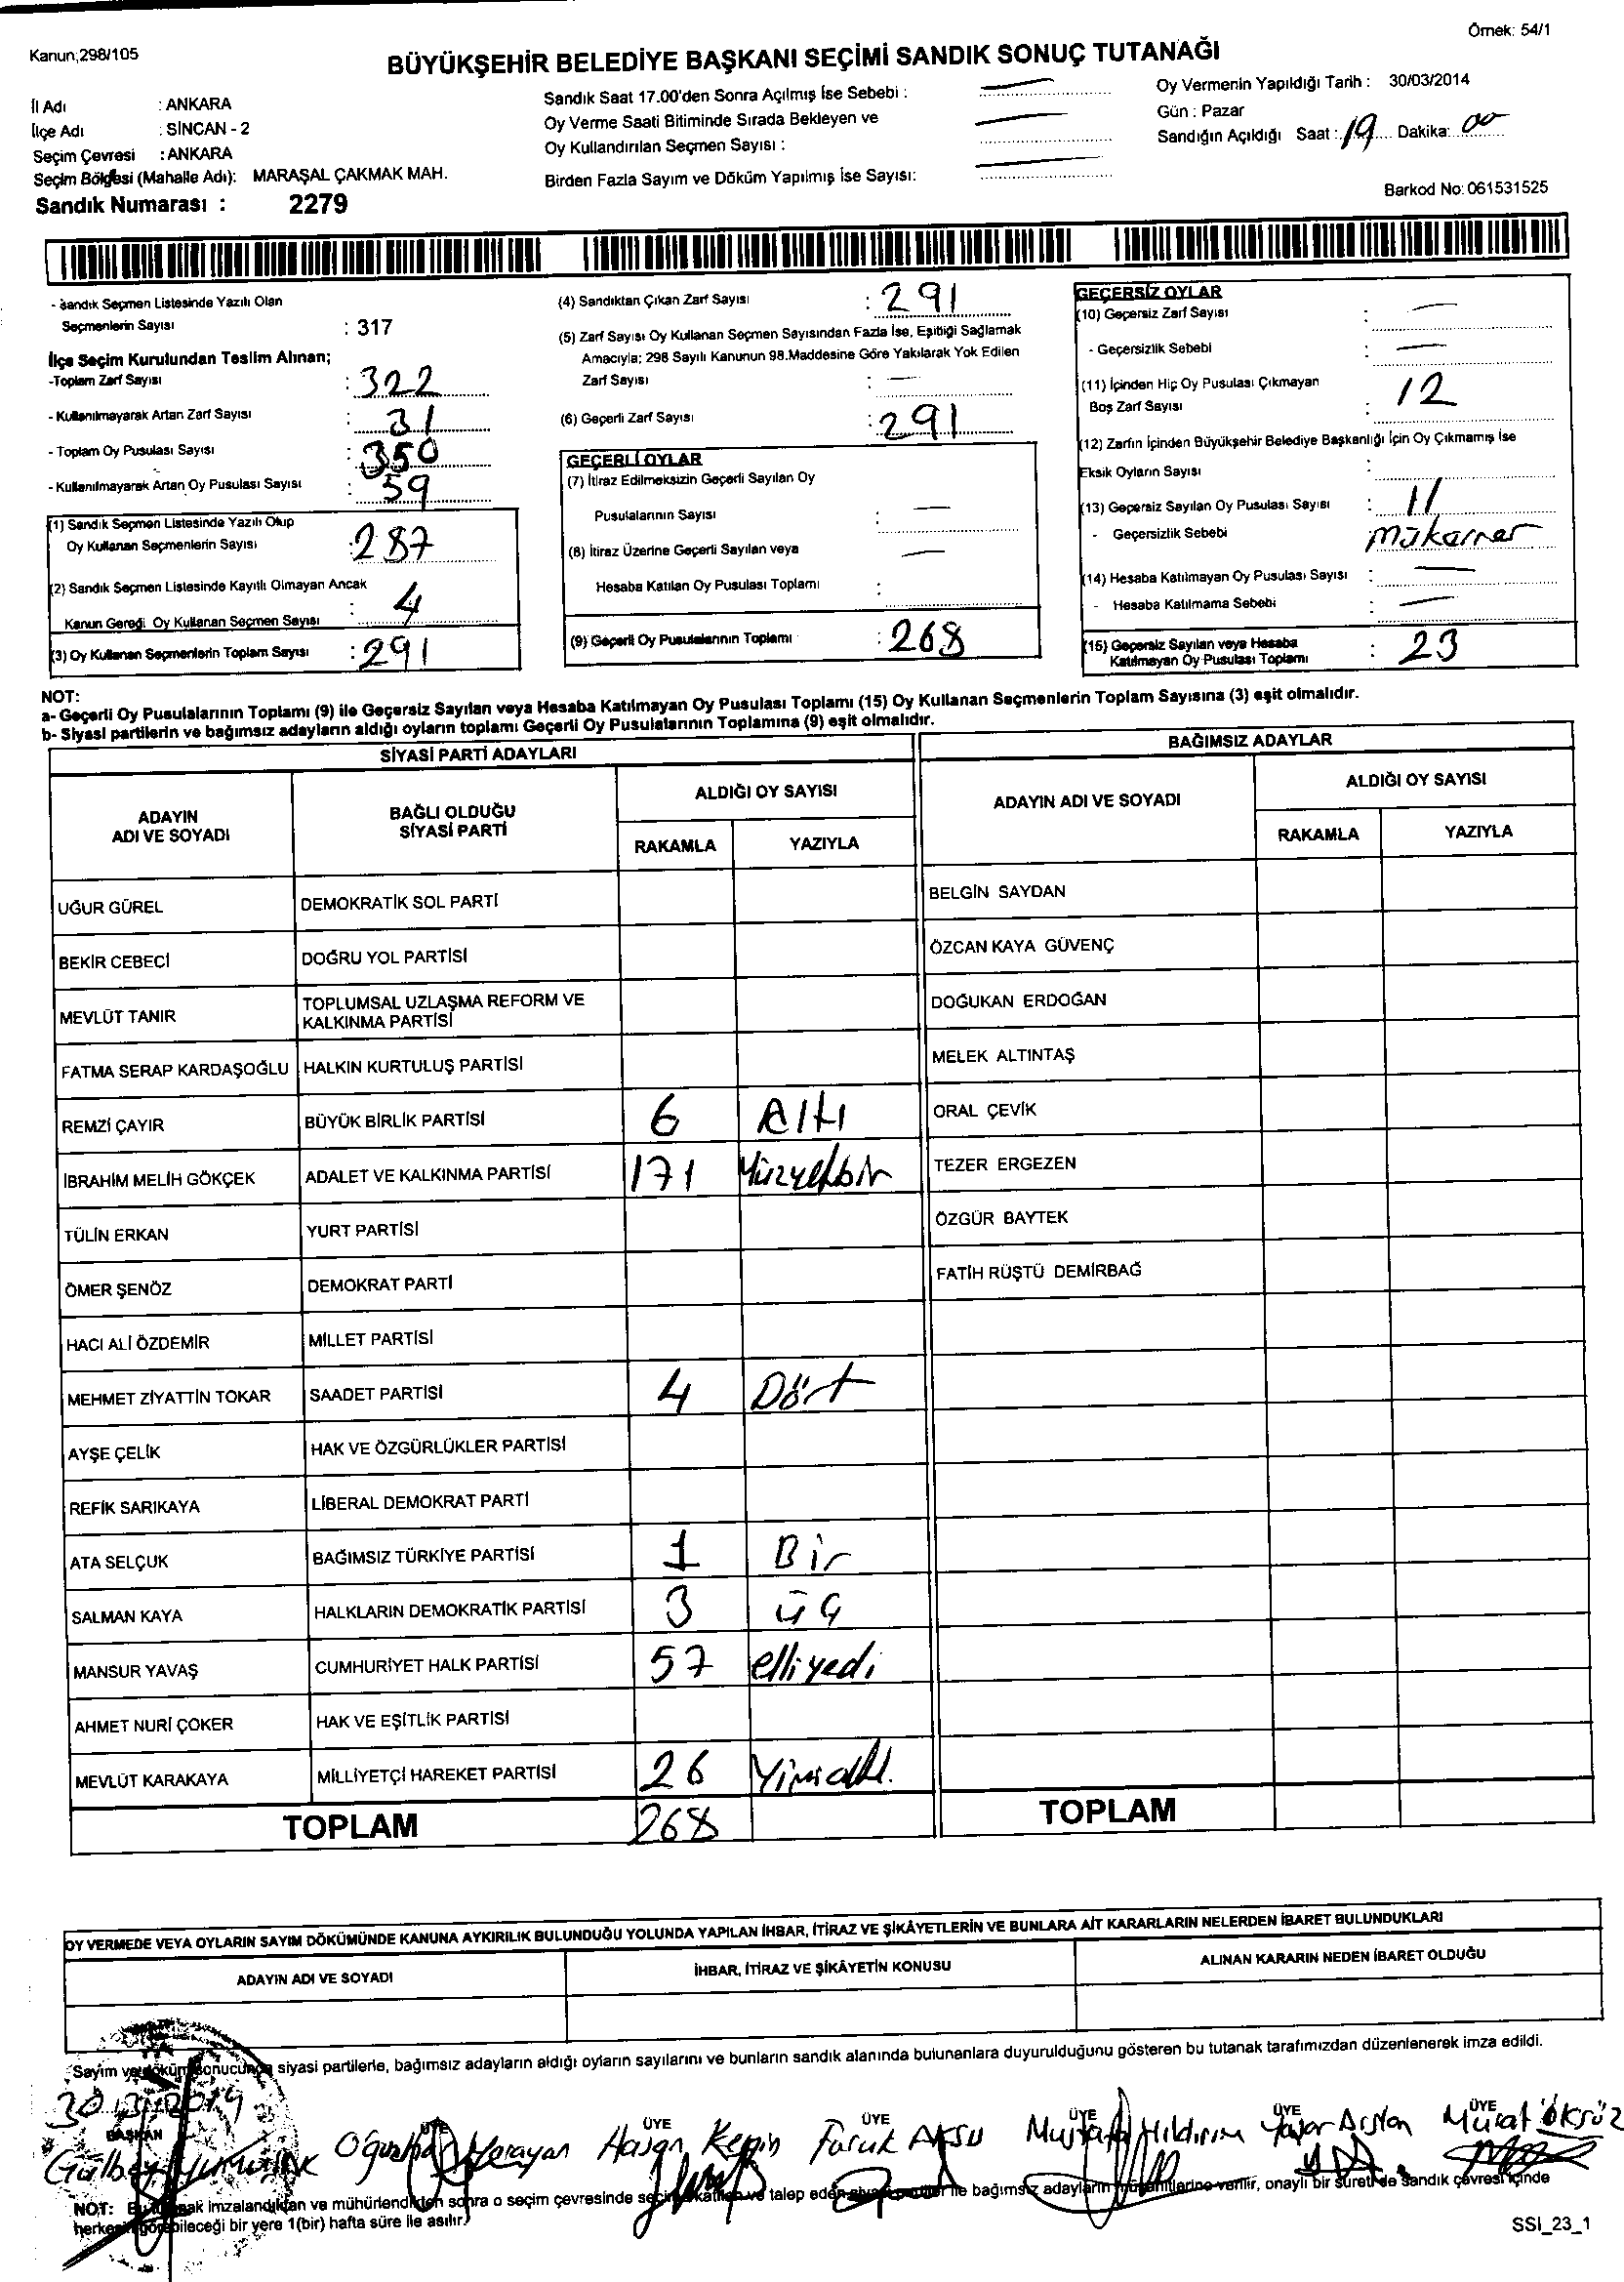 Örnek: 54/1
Kanun;298/105
BÜYÜKŞEHİR BELEDİYE BAŞKANI SEÇİMİ SANDIK SONUÇ TUTANAĞI
İl Adı : ANKARA
İlçe Adı : SİNCAN - 2
Seçim Çevresi : ANKARA
Seçim Bölgesi (Mahalle Adı): MARAŞAL ÇAKMAK MAH.
Sandık Numarası : 2279
Sandık Saat 17.00'den Sonra Açılmış İse Sebebi : —
Oy Verme Saati Bitiminde Sırada Bekleyen ve
Oy Kullandırılan Seçmen Sayısı : —
Birden Fazla Sayım ve Döküm Yapılmış İse Sayısı: —
Oy Vermenin Yapıldığı Tarih : 30/03/2014
Gün : Pazar
Sandığın Açıldığı Saat : 19 Dakika: 00
Barkod No: 061531525
- Sandık Seçmen Listesinde Yazılı Olan
Seçmenlerin Sayısı : 317
İlçe Seçim Kurulundan Teslim Alınan;
-Toplam Zarf Sayısı : 322
- Kullanılmayarak Artan Zarf Sayısı : 31
- Toplam Oy Pusulası Sayısı : 350
- Kullanılmayarak Artan Oy Pusulası Sayısı : 59
(1) Sandık Seçmen Listesinde Yazılı Olup
Oy Kullanan Seçmenlerin Sayısı : 287
(2) Sandık Seçmen Listesinde Kayıtlı Olmayan Ancak
Kanun Gereği Oy Kullanan Seçmen Sayısı : 4
(3) Oy Kullanan Seçmenlerin Toplam Sayısı : 291
(4) Sandıktan Çıkan Zarf Sayısı : 291
(5) Zarf Sayısı Oy Kullanan Seçmen Sayısından Fazla İse, Eşitliği Sağlamak
Amacıyla; 298 Sayılı Kanunun 98.Maddesine Göre Yakılarak Yok Edilen
Zarf Sayısı : —
(6) Geçerli Zarf Sayısı : 291
GEÇERLİ OYLAR
(7) İtiraz Edilmeksizin Geçerli Sayılan Oy
Pusulalarının Sayısı : —
(8) İtiraz Üzerine Geçerli Sayılan veya —
Hesaba Katılan Oy Pusulası Toplamı :
(9) Geçerli Oy Pusulalarının Toplamı : 268
GEÇERSİZ OYLAR
(10) Geçersiz Zarf Sayısı : —
- Geçersizlik Sebebi : —
(11) İçinden Hiç Oy Pusulası Çıkmayan
Boş Zarf Sayısı : 12
(12) Zarfın İçinden Büyükşehir Belediye Başkanlığı İçin Oy Çıkmamış İse
Eksik Oyların Sayısı :
(13) Geçersiz Sayılan Oy Pusulası Sayısı : 11
- Geçersizlik Sebebi : mükerrer
(14) Hesaba Katılmayan Oy Pusulası Sayısı : —
- Hesaba Katılmama Sebebi : —
(15) Geçersiz Sayılan veya Hesaba
Katılmayan Oy Pusulası Toplamı : 23
NOT:
a- Geçerli Oy Pusulalarının Toplamı (9) ile Geçersiz Sayılan veya Hesaba Katılmayan Oy Pusulası Toplamı (15) Oy Kullanan Seçmenlerin Toplam Sayısına (3) eşit olmalıdır.
b- Siyasi partilerin ve bağımsız adayların aldığı oyların toplamı Geçerli Oy Pusulalarının Toplamına (9) eşit olmalıdır.
SİYASİ PARTİ ADAYLARI
ADAYIN
ADI VE SOYADI
BAĞLI OLDUĞU
SİYASİ PARTİ
ALDIĞI OY SAYISI
RAKAMLA YAZIYLA
UĞUR GÜREL DEMOKRATİK SOL PARTİ
BEKİR CEBECİ DOĞRU YOL PARTİSİ
MEVLÜT TANIR TOPLUMSAL UZLAŞMA REFORM VE
KALKINMA PARTİSİ
FATMA SERAP KARDAŞOĞLU HALKIN KURTULUŞ PARTİSİ
REMZİ ÇAYIR BÜYÜK BİRLİK PARTİSİ 6 Altı
İBRAHİM MELİH GÖKÇEK ADALET VE KALKINMA PARTİSİ 171
TÜLİN ERKAN YURT PARTİSİ
ÖMER ŞENÖZ DEMOKRAT PARTİ
HACI ALİ ÖZDEMİR MİLLET PARTİSİ
MEHMET ZİYATTİN TOKAR SAADET PARTİSİ 4 Dört
AYŞE ÇELİK HAK VE ÖZGÜRLÜKLER PARTİSİ
REFİK SARIKAYA LİBERAL DEMOKRAT PARTİ
ATA SELÇUK BAĞIMSIZ TÜRKİYE PARTİSİ 1 Bir
SALMAN KAYA HALKLARIN DEMOKRATİK PARTİSİ 3 üç
MANSUR YAVAŞ CUMHURİYET HALK PARTİSİ 57 elliyedi
AHMET NURİ ÇOKER HAK VE EŞİTLİK PARTİSİ
MEVLÜT KARAKAYA MİLLİYETÇİ HAREKET PARTİSİ 26
TOPLAM 268
BAĞIMSIZ ADAYLAR
ADAYIN ADI VE SOYADI
ALDIĞI OY SAYISI
RAKAMLA YAZIYLA
BELGİN SAYDAN
ÖZCAN KAYA GÜVENÇ
DOĞUKAN ERDOĞAN
MELEK ALTINTAŞ
ORAL ÇEVİK
TEZER ERGEZEN
ÖZGÜR BAYTEK
FATİH RÜŞTÜ DEMİRBAĞ
TOPLAM
OY VERMEDE VEYA OYLARIN SAYIM DÖKÜMÜNDE KANUNA AYKIRILIK BULUNDUĞU YOLUNDA YAPILAN İHBAR, İTİRAZ VE ŞİKÂYETLERİN VE BUNLARA AİT KARARLARIN NELERDEN İBARET BULUNDUKLARI
ADAYIN ADI VE SOYADI İHBAR, İTİRAZ VE ŞİKÂYETİN KONUSU ALINAN KARARIN NEDEN İBARET OLDUĞU
Sayım ve döküm sonucunda siyasi partilerle, bağımsız adayların aldığı oyların sayılarını ve bunların sandık alanında bulunanlara duyurulduğunu gösteren bu tutanak tarafımızdan düzenlenerek imza edildi.
30.3.2014
BAŞKAN ÜYE ÜYE ÜYE ÜYE ÜYE ÜYE
Hasan Faruk AKSU Mustafa Yıldırım Yaşar Arslan Murat öksüz
NOT: Bu tutanak imzalandıktan ve mühürlendikten sonra o seçim çevresinde seçime katılan ve talep eden siyasi partiler ile bağımsız adayların müşahitlerine verilir, onaylı bir sureti de sandık çevresi içinde
herkesin görebileceği bir yere 1(bir) hafta süre ile asılır.
SSI_23_1